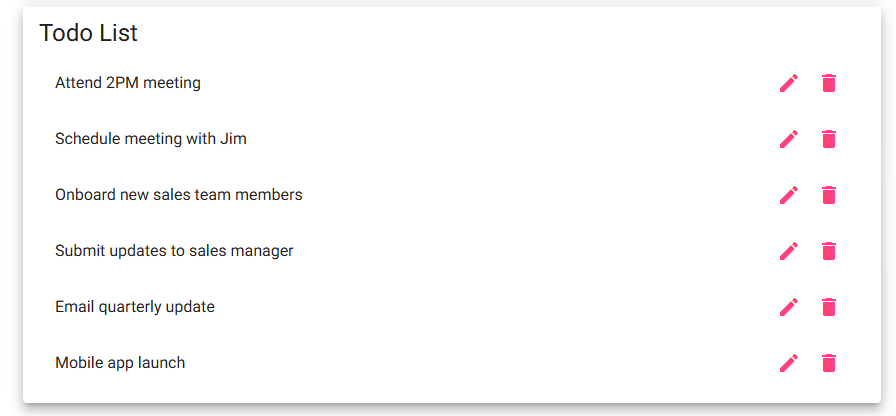 Todo List
Attend 2PM meeting
Schedule meeting with Jim
Onboard new sales team members
Submit updates to sales manager
Email quarterly update
Mobile app launch